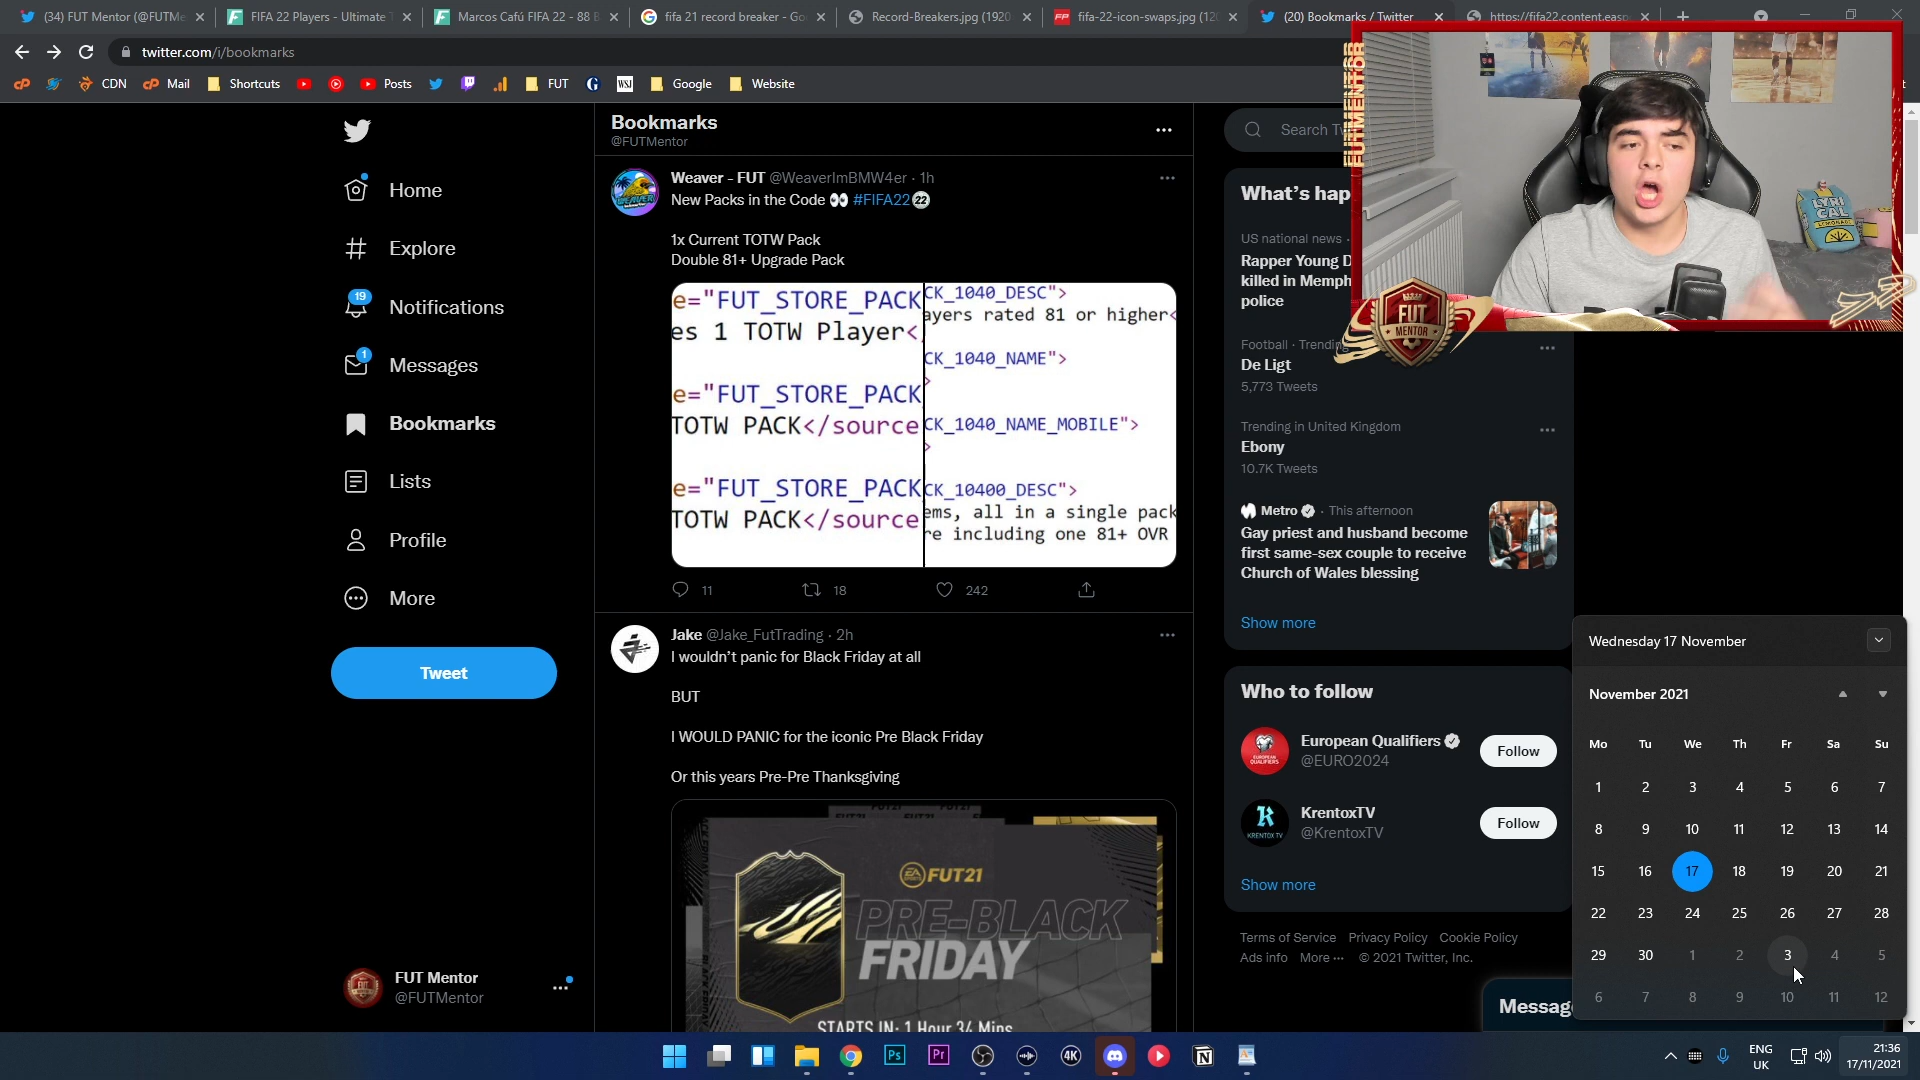 (34) FUT Mentor (@FUTMe
FIFA 22 Players - Ultimate T
Marcos Cafú FIFA 22 - 88 B
fifa 21 record breaker - Go
Record-Breakers.jpg (1920
fifa-22-icon-swaps.jpg (120
(20) Bookmarks / Twitter
https://fifa22.content.easp
twitter.com/i/bookmarks
CDN
Mail
Shortcuts
Posts
FUT
WSJ
Google
Website
Home
Explore
19
Notifications
1
Messages
Bookmarks
Lists
Profile
More
Tweet
FUT Mentor
@FUTMentor
Bookmarks
@FUTMentor
Weaver - FUT @WeaverImBMW4er · 1h
New Packs in the Code 👀 #FIFA22
1x Current TOTW Pack
Double 81+ Upgrade Pack
e="FUT_STORE_PACK
es 1 TOTW Player<
e="FUT_STORE_PACK
TOTW PACK</source
e="FUT_STORE_PACK
TOTW PACK</source
CK_1040_DESC">
ayers rated 81 or higher<
CK_1040_NAME">
CK_1040_NAME_MOBILE">
CK_10400_DESC">
ems, all in a single pack
re including one 81+ OVR
11
18
242
Jake @Jake_FutTrading · 2h
I wouldn't panic for Black Friday at all
BUT
I WOULD PANIC for the iconic Pre Black Friday
Or this years Pre-Pre Thanksgiving
FUT21
PRE-BLACK
FRIDAY
STARTS IN: 1 Hour 34 Mins
Search Tw
What's hap
US national news ·
Rapper Young D
killed in Memph
police
Football · Trending
De Ligt
5,773 Tweets
Trending in United Kingdom
Ebony
10.7K Tweets
Metro · This afternoon
Gay priest and husband become
first same-sex couple to receive
Church of Wales blessing
Show more
Who to follow
European Qualifiers
@EURO2024
Follow
KrentoxTV
@KrentoxTV
Follow
Show more
Terms of Service Privacy Policy Cookie Policy
Ads info More ··· © 2021 Twitter, Inc.
Messag
FUTMENTOR
FUT
MENTOR
LYRI
CAL
LEMONADE
Wednesday 17 November
November 2021
Mo Tu We Th Fr Sa Su
1 2 3 4 5 6 7
8 9 10 11 12 13 14
15 16 17 18 19 20 21
22 23 24 25 26 27 28
29 30 1 2 3 4 5
6 7 8 9 10 11 12
Ps
Pr
4K
ENG
UK
21:36
17/11/2021